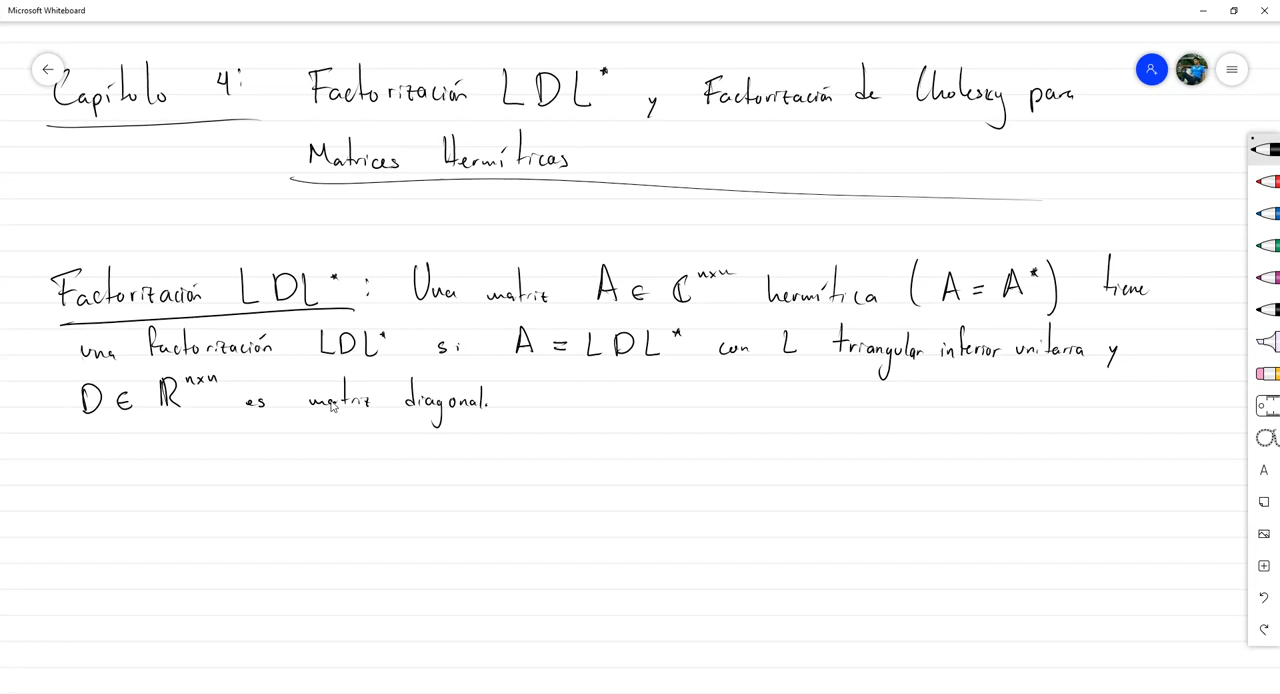 Microsoft Whiteboard
Capítulo 4: Factorización LDL* y Factorización de Cholesky para
Matrices Hermíticas
Factorización LDL*: Una matriz A ∈ ℂⁿˣⁿ hermítica (A = A*) tiene
una factorización LDL* si A = LDL* con L triangular inferior unitaria y
D ∈ ℝⁿˣⁿ es matriz diagonal.
A